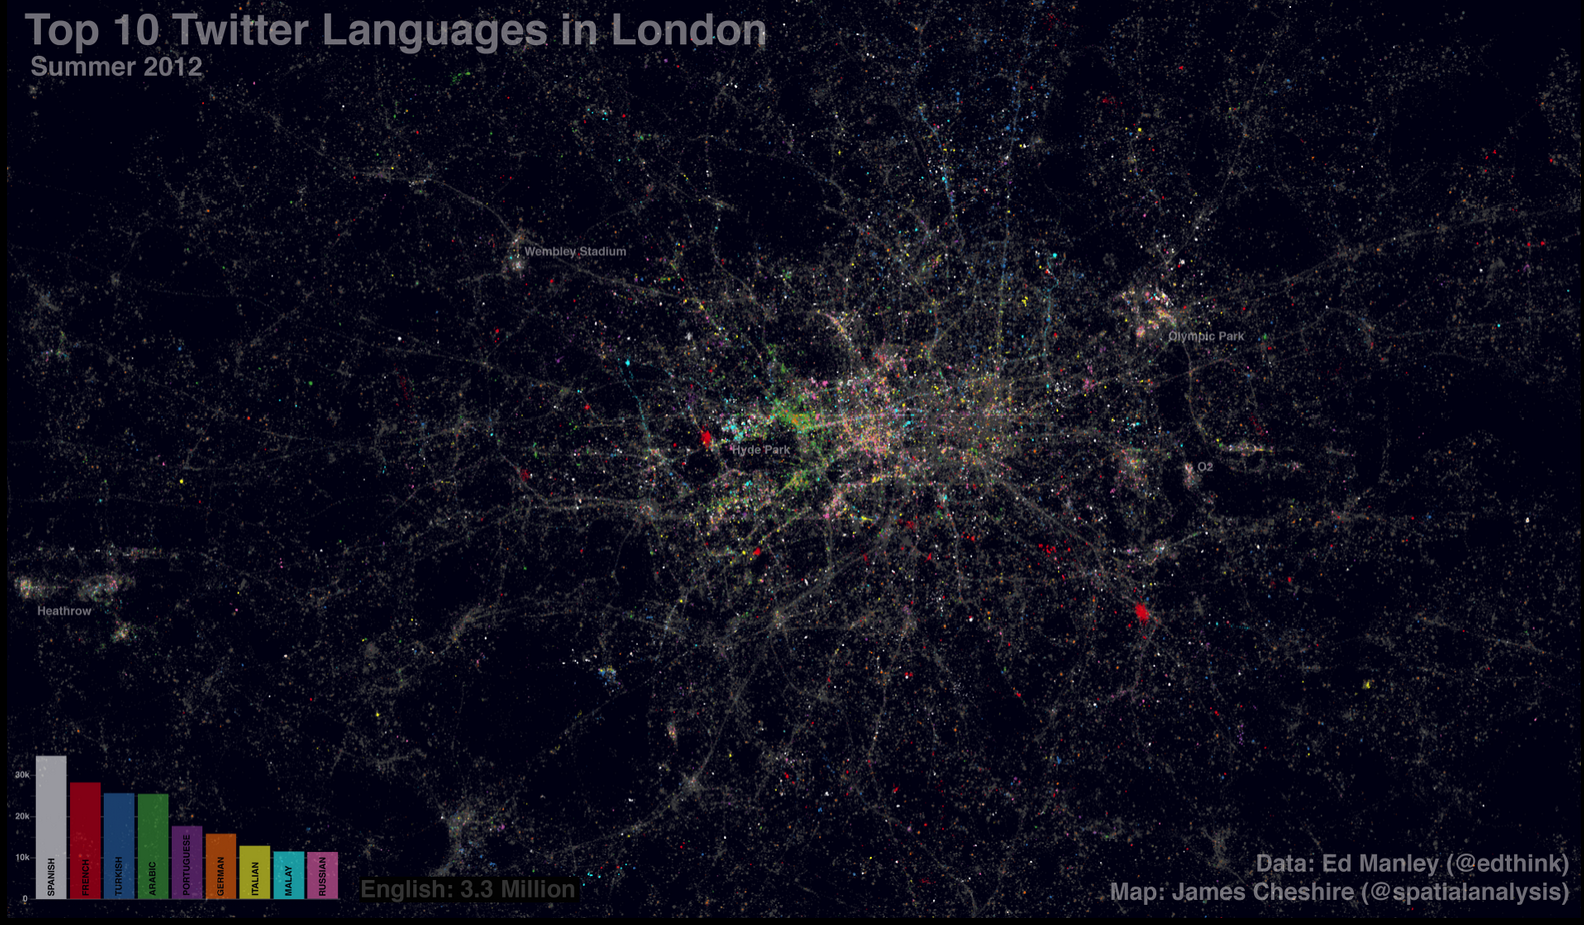 Top 10 Twitter Languages in London
Summer 2012
Wembley Stadium
Olympic Park
Hyde Park
O2
Heathrow
30k
20k
10k
0
SPANISH
FRENCH
TURKISH
ARABIC
PORTUGUESE
GERMAN
ITALIAN
MALAY
RUSSIAN
English: 3.3 Million
Data: Ed Manley (@edthink)
Map: James Cheshire (@spatialanalysis)